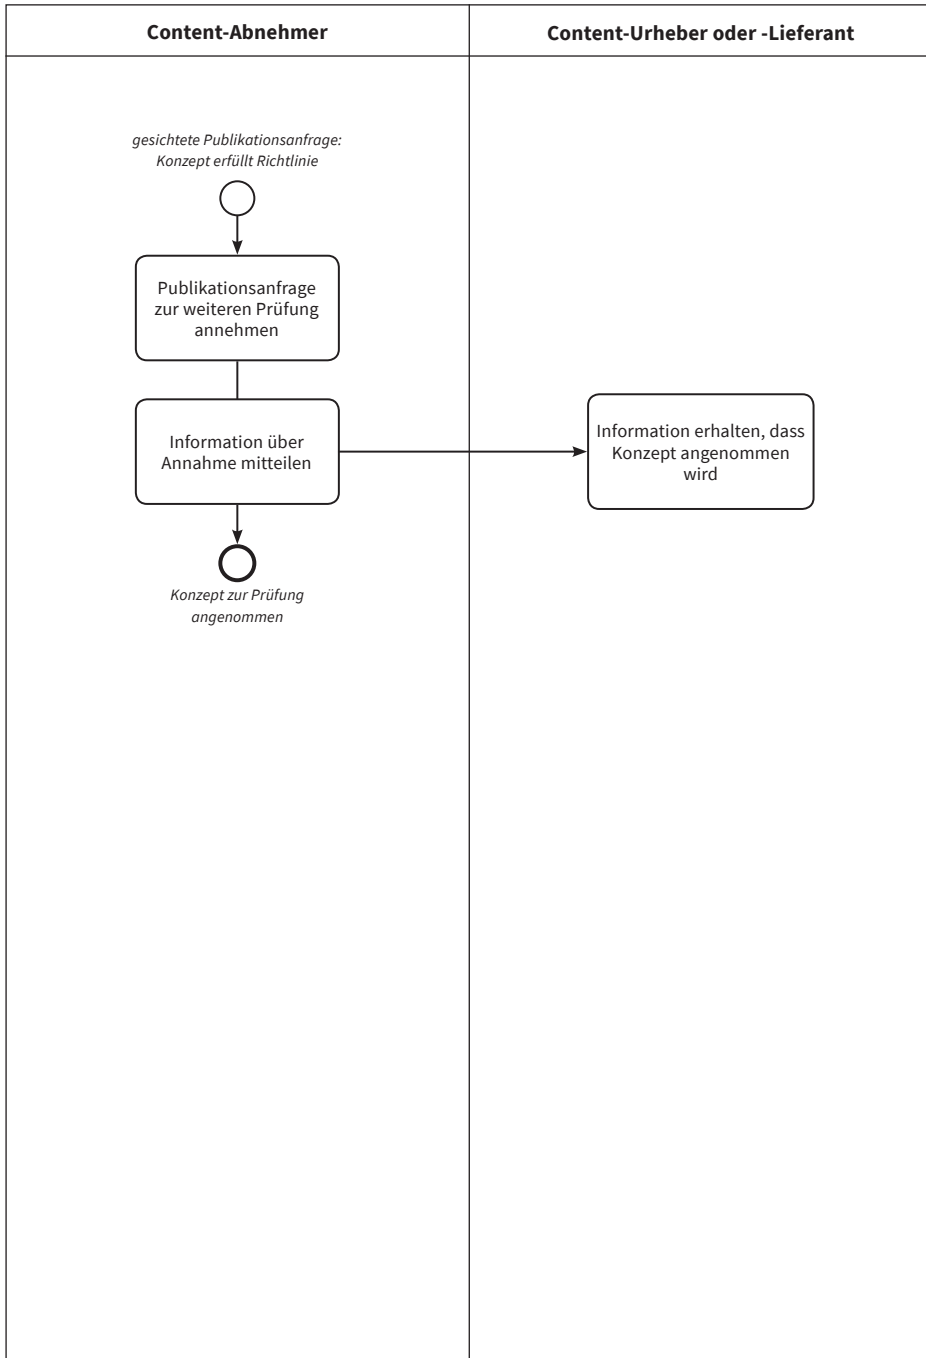 Content-Abnehmer
Content-Urheber oder -Lieferant
gesichtete Publikationsanfrage:
Konzept erfüllt Richtlinie
Publikationsanfrage
zur weiteren Prüfung
annehmen
Information über
Annahme mitteilen
Information erhalten, dass
Konzept angenommen
wird
Konzept zur Prüfung
angenommen